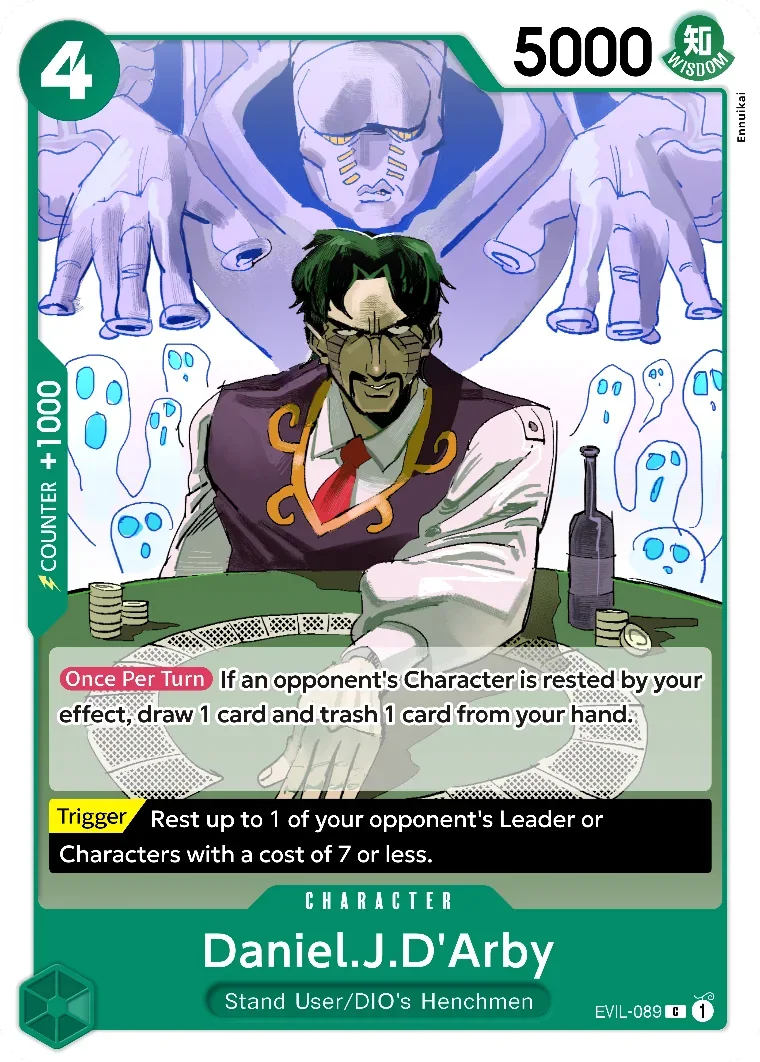 4
5000
知
WISDOM
Ennuikai
COUNTER +1000
Once Per Turn If an opponent's Character is rested by your
effect, draw 1 card and trash 1 card from your hand.
Trigger Rest up to 1 of your opponent's Leader or
Characters with a cost of 7 or less.
CHARACTER
Daniel.J.D'Arby
Stand User/DIO's Henchmen
EVIL-089 C 1